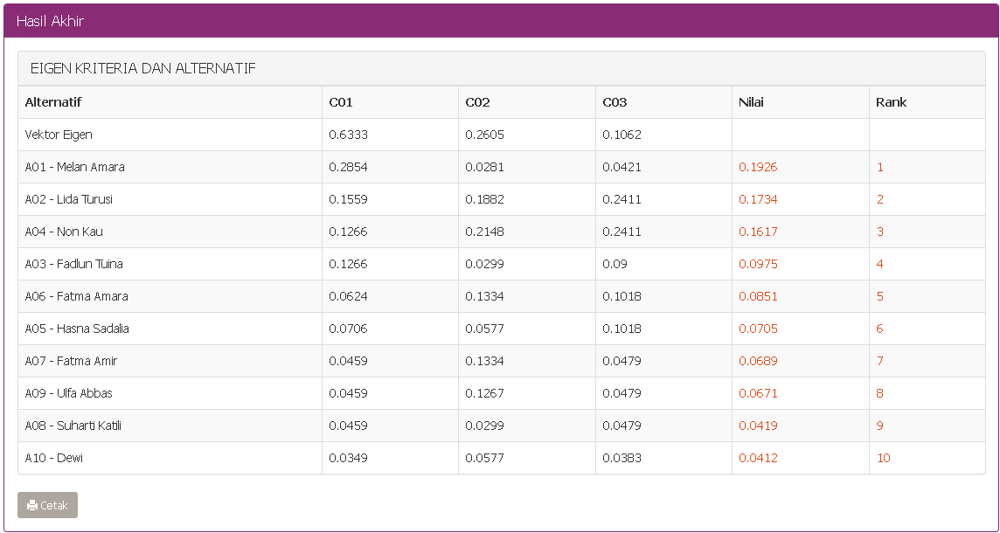 Hasil Akhir
EIGEN KRITERIA DAN ALTERNATIF
Alternatif C01 C02 C03 Nilai Rank
Vektor Eigen 0.6333 0.2605 0.1062
A01 - Melan Amara 0.2854 0.0281 0.0421 0.1926 1
A02 - Lida Turusi 0.1559 0.1882 0.2411 0.1734 2
A04 - Non Kau 0.1266 0.2148 0.2411 0.1617 3
A03 - Fadlun Tuina 0.1266 0.0299 0.09 0.0975 4
A06 - Fatma Amara 0.0624 0.1334 0.1018 0.0851 5
A05 - Hasna Sadalia 0.0706 0.0577 0.1018 0.0705 6
A07 - Fatma Amir 0.0459 0.1334 0.0479 0.0689 7
A09 - Ulfa Abbas 0.0459 0.1267 0.0479 0.0671 8
A08 - Suharti Katili 0.0459 0.0299 0.0479 0.0419 9
A10 - Dewi 0.0349 0.0577 0.0383 0.0412 10
Cetak